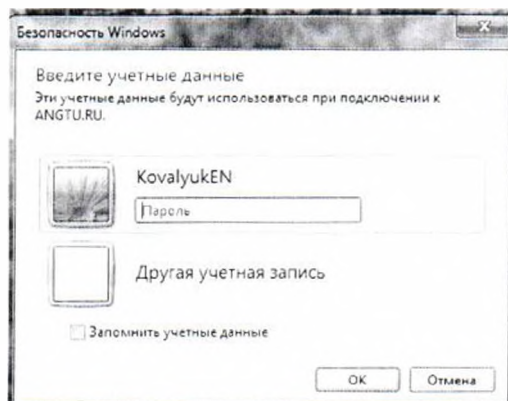 Безопасность Windows
Введите учетные данные
Эти учетные данные будут использоваться при подключении к
ANGTU.RU.
KovalyukEN
Пароль
Другая учетная запись
Запомнить учетные данные
ОК
Отмена